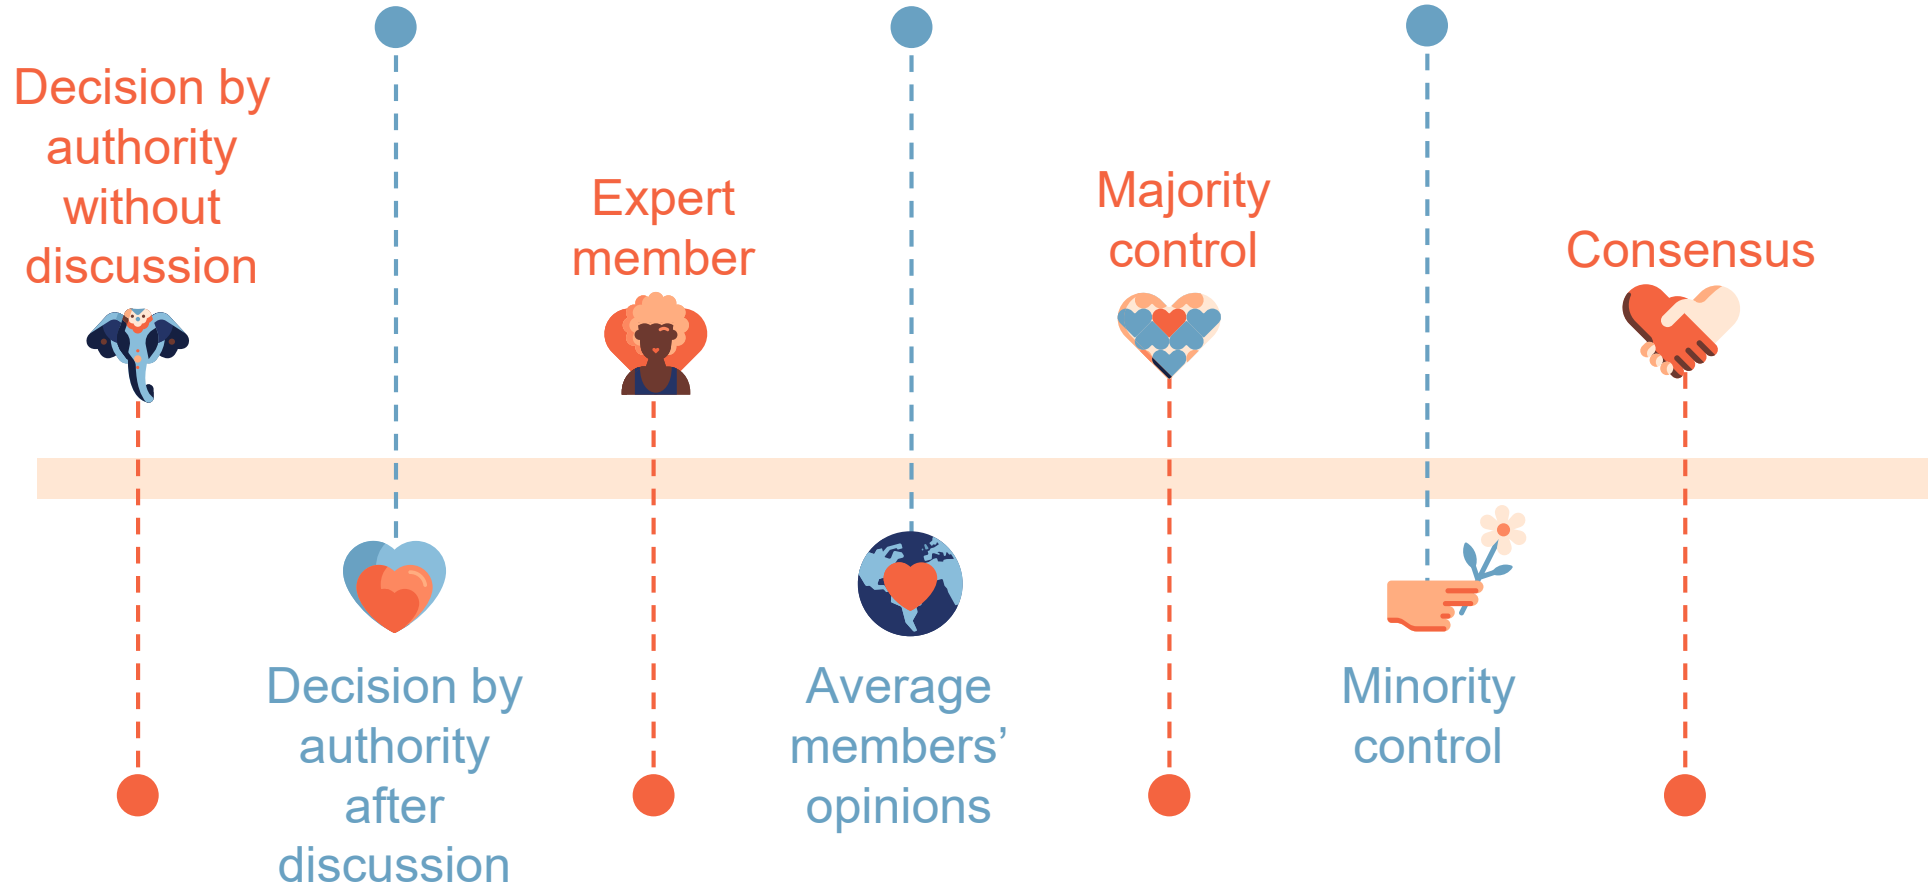 Decision by
authority
without
discussion
Decision by
authority
after
discussion
Expert
member
Average
members’
opinions
Majority
control
Minority
control
Consensus